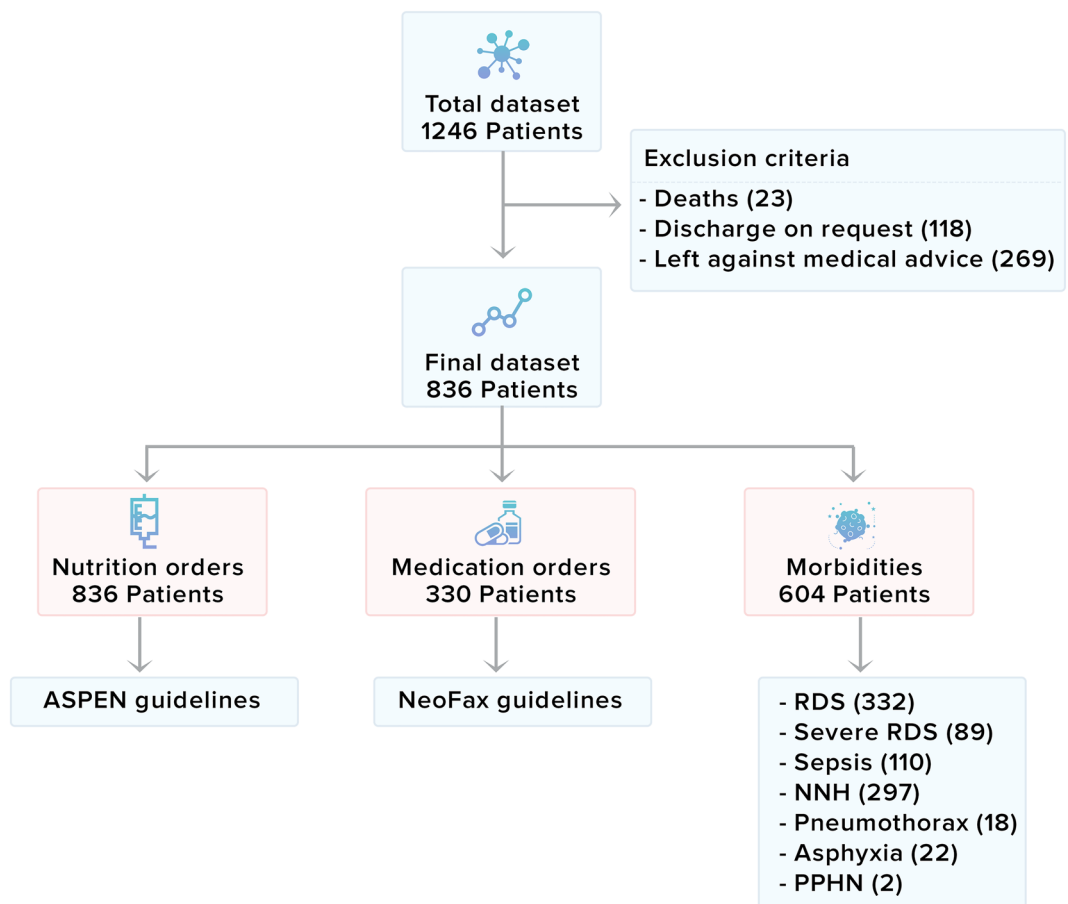 Total dataset
1246 Patients
Exclusion criteria
- Deaths (23)
- Discharge on request (118)
- Left against medical advice (269)
Final dataset
836 Patients
Nutrition orders
836 Patients
Medication orders
330 Patients
Morbidities
604 Patients
ASPEN guidelines
NeoFax guidelines
- RDS (332)
- Severe RDS (89)
- Sepsis (110)
- NNH (297)
- Pneumothorax (18)
- Asphyxia (22)
- PPHN (2)